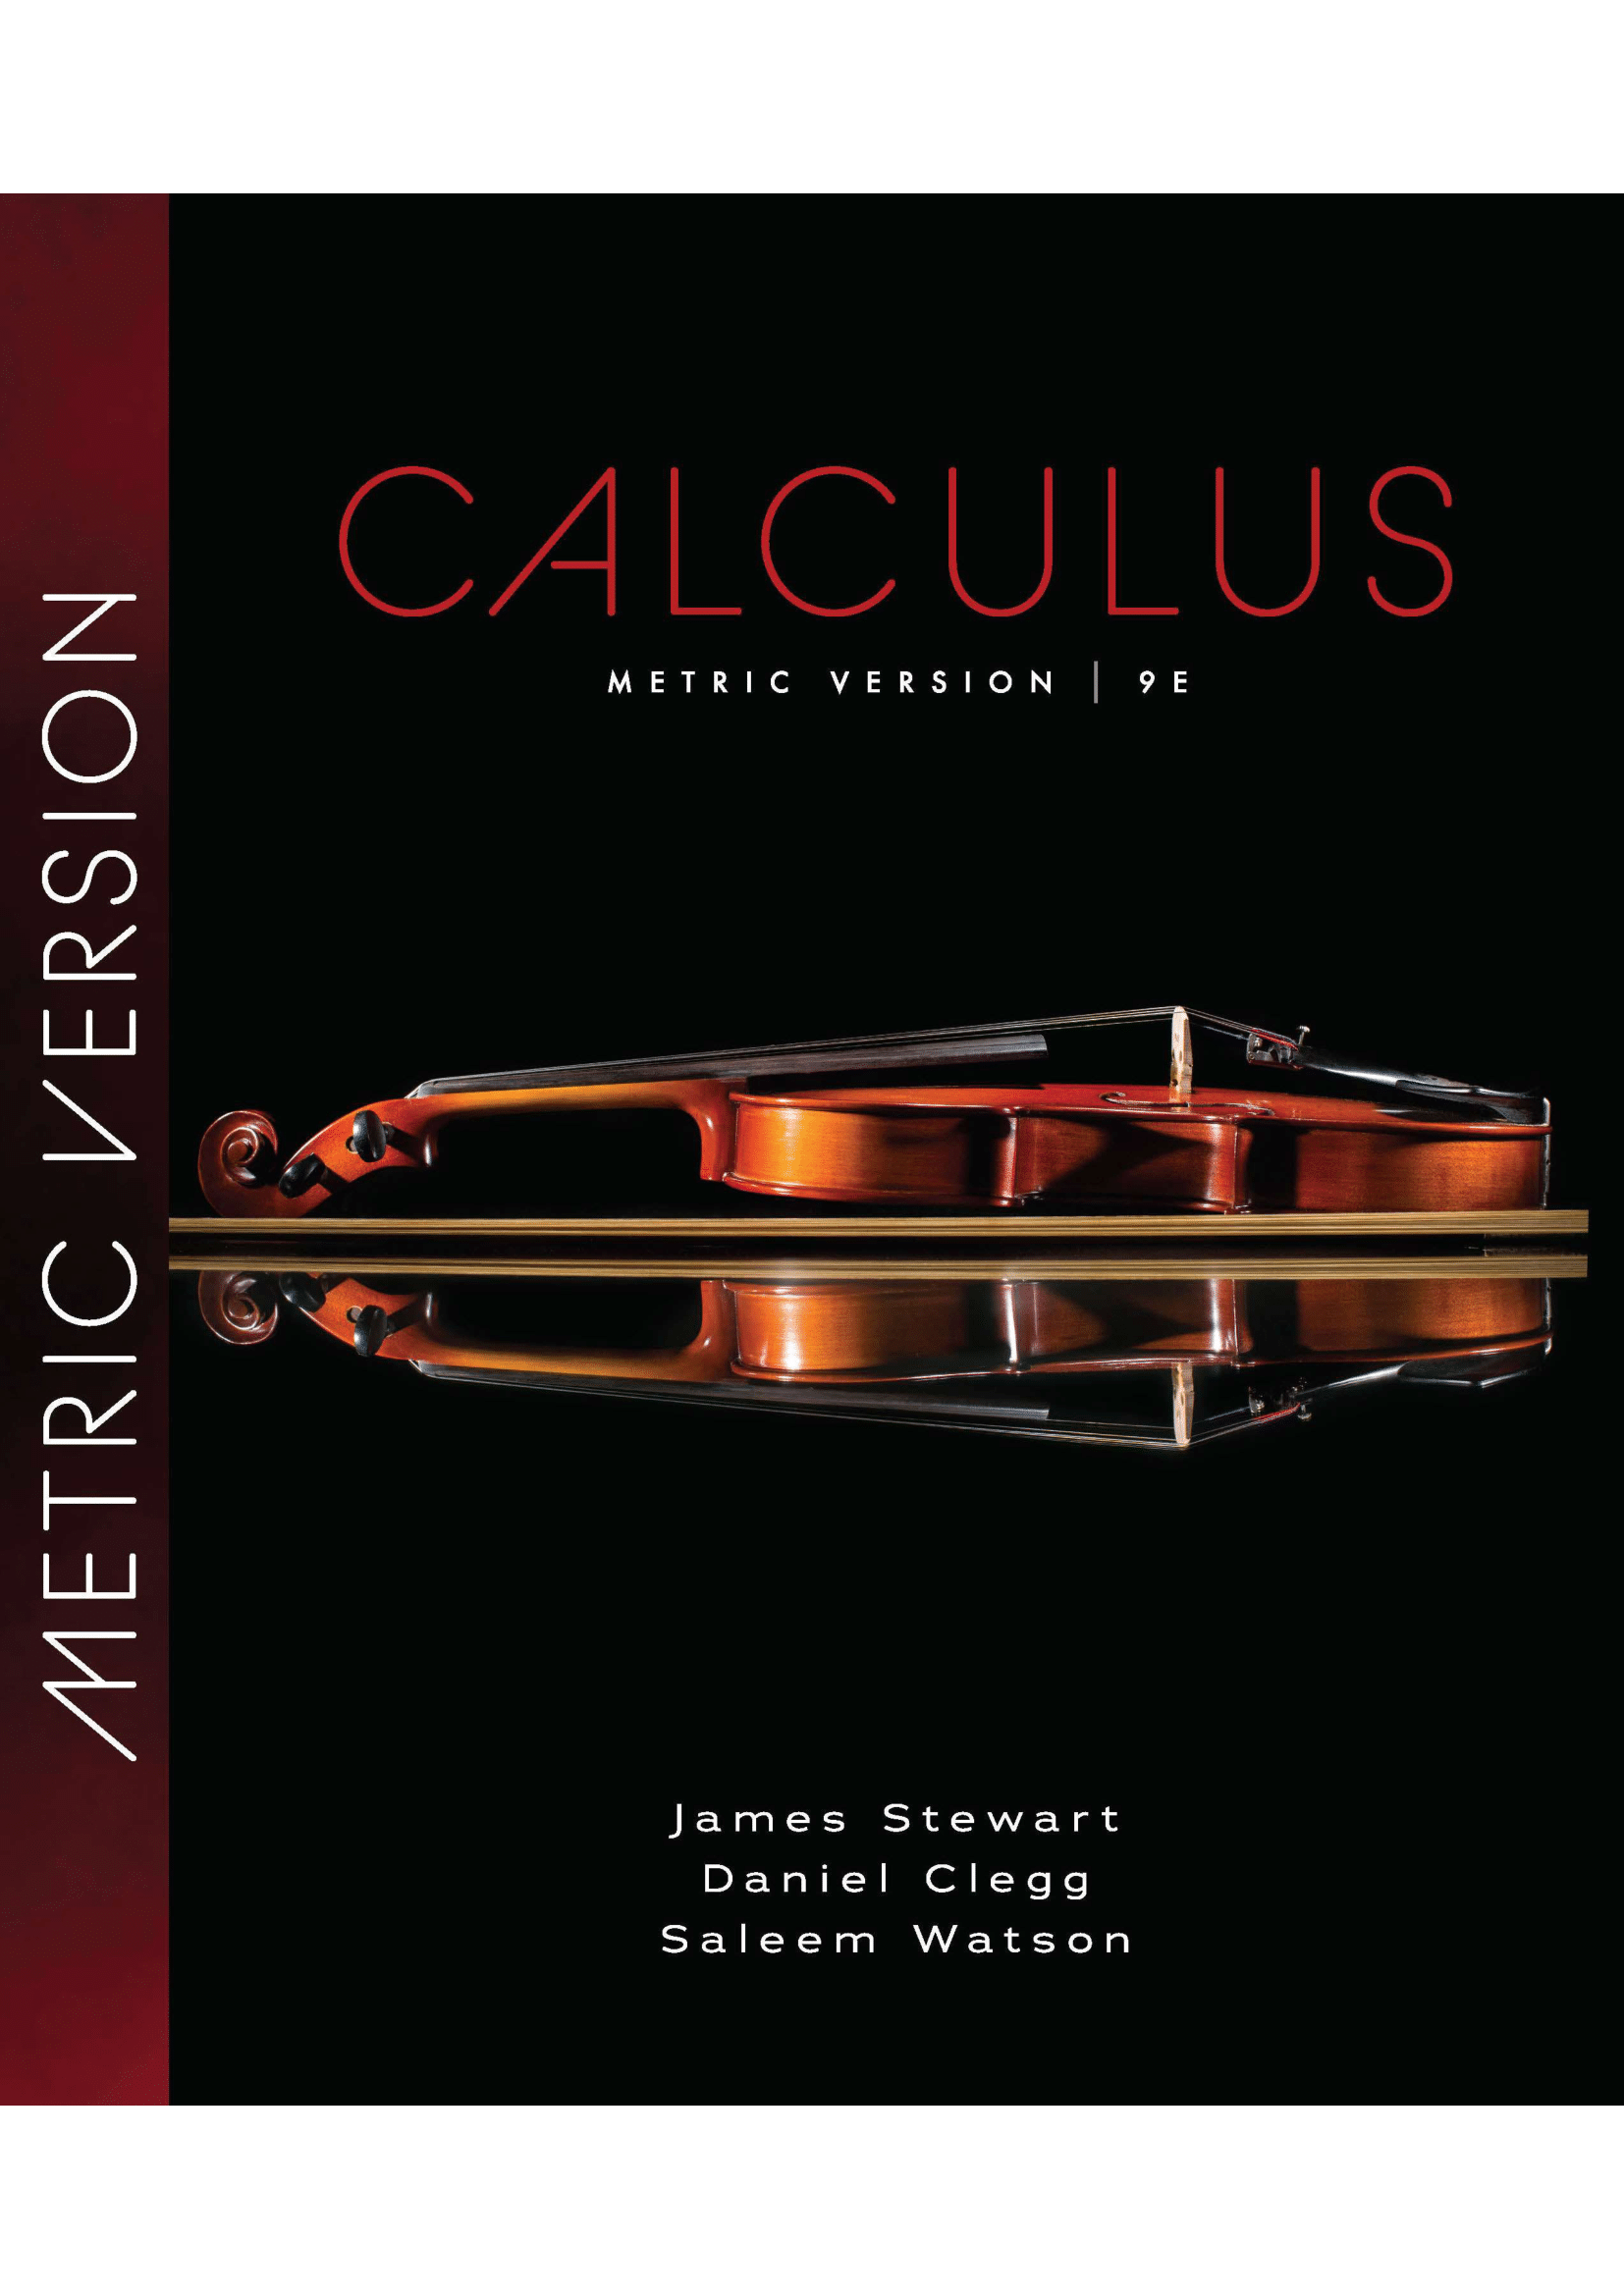 METRIC VERSION
CALCULUS
METRIC VERSION | 9E
James Stewart
Daniel Clegg
Saleem Watson